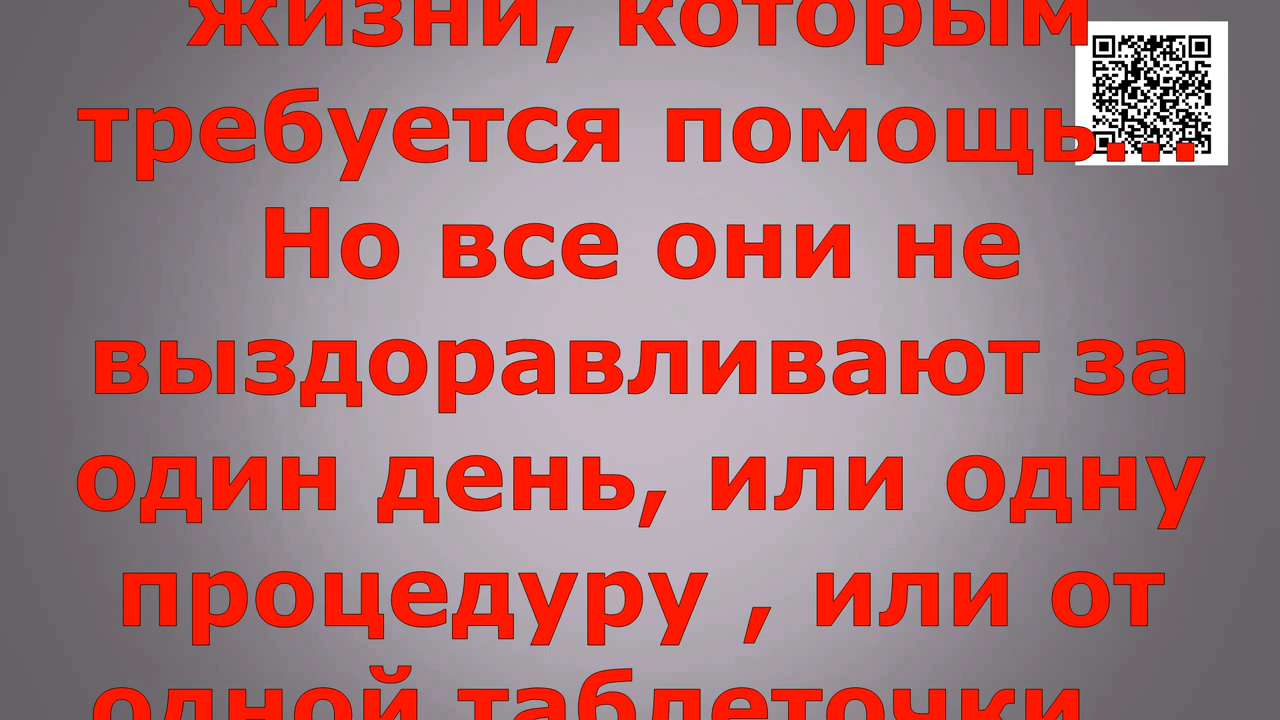 жизни, которым
требуется помощь...
Но все они не
выздоравливают за
один день, или одну
процедуру , или от
одной таблеточки